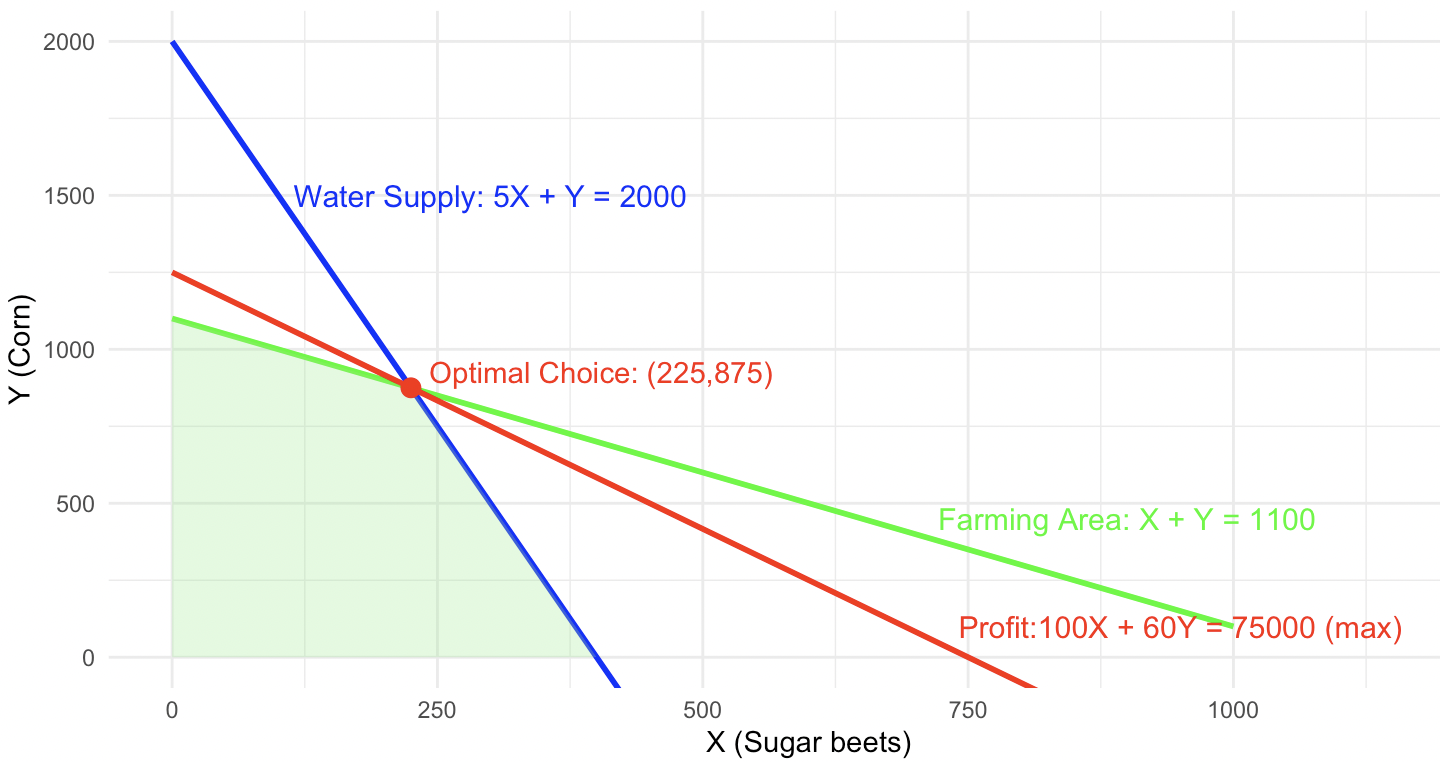 2000
1500
1000
500
0
Y (Corn)
Water Supply: 5X + Y = 2000
Optimal Choice: (225,875)
Farming Area: X + Y = 1100
Profit:100X + 60Y = 75000 (max)
0
250
500
750
1000
X (Sugar beets)